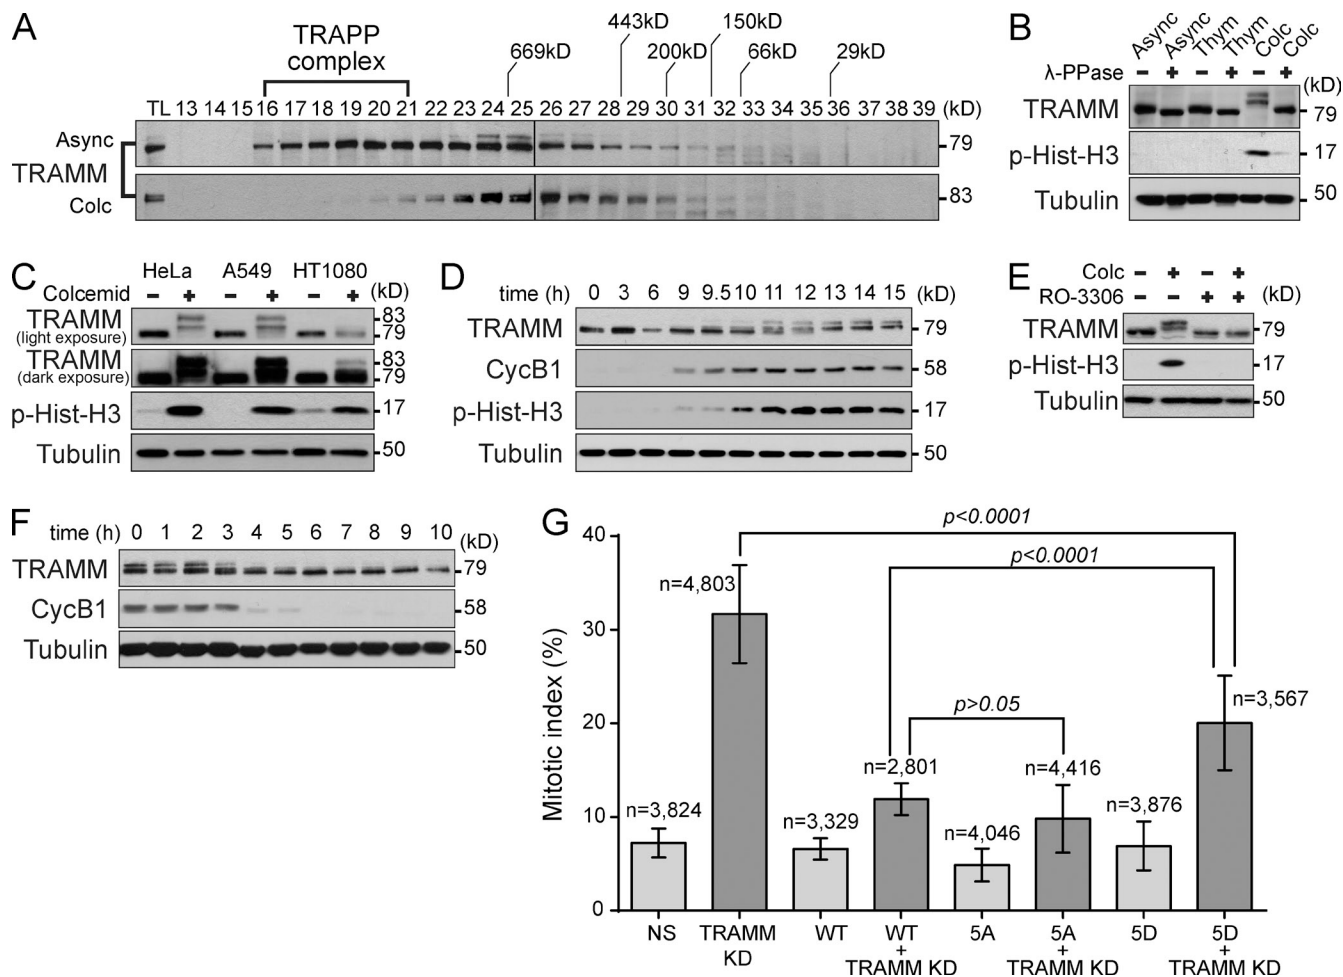 A
TRAPP
complex
669kD
443kD
200kD
150kD
66kD
29kD
TL 13 14 15 16 17 18 19 20 21 22 23 24 25 26 27 28 29 30 31 32 33 34 35 36 37 38 39 (kD)
Async
79
TRAMM
Colc
83
B
Async Async Thym Thym Colc Colc
λ-PPase - + - + - + (kD)
TRAMM 79
p-Hist-H3 17
Tubulin 50
C
HeLa A549 HT1080
Colcemid - + - + - + (kD)
TRAMM 83
(light exposure) 79
TRAMM 83
(dark exposure) 79
p-Hist-H3 17
Tubulin 50
D
time (h) 0 3 6 9 9.5 10 11 12 13 14 15 (kD)
TRAMM 79
CycB1 58
p-Hist-H3 17
Tubulin 50
E
Colc - + - +
RO-3306 - - + + (kD)
TRAMM 79
p-Hist-H3 17
Tubulin 50
F
time (h) 0 1 2 3 4 5 6 7 8 9 10 (kD)
TRAMM 79
CycB1 58
Tubulin 50
G
Mitotic index (%)
40
30
20
10
0
p<0.0001
p<0.0001
p>0.05
n=3,824
n=4,803
n=3,329
n=2,801
n=4,046
n=4,416
n=3,876
n=3,567
NS
TRAMM
KD
WT
WT
+
TRAMM KD
5A
5A
+
TRAMM KD
5D
5D
+
TRAMM KD